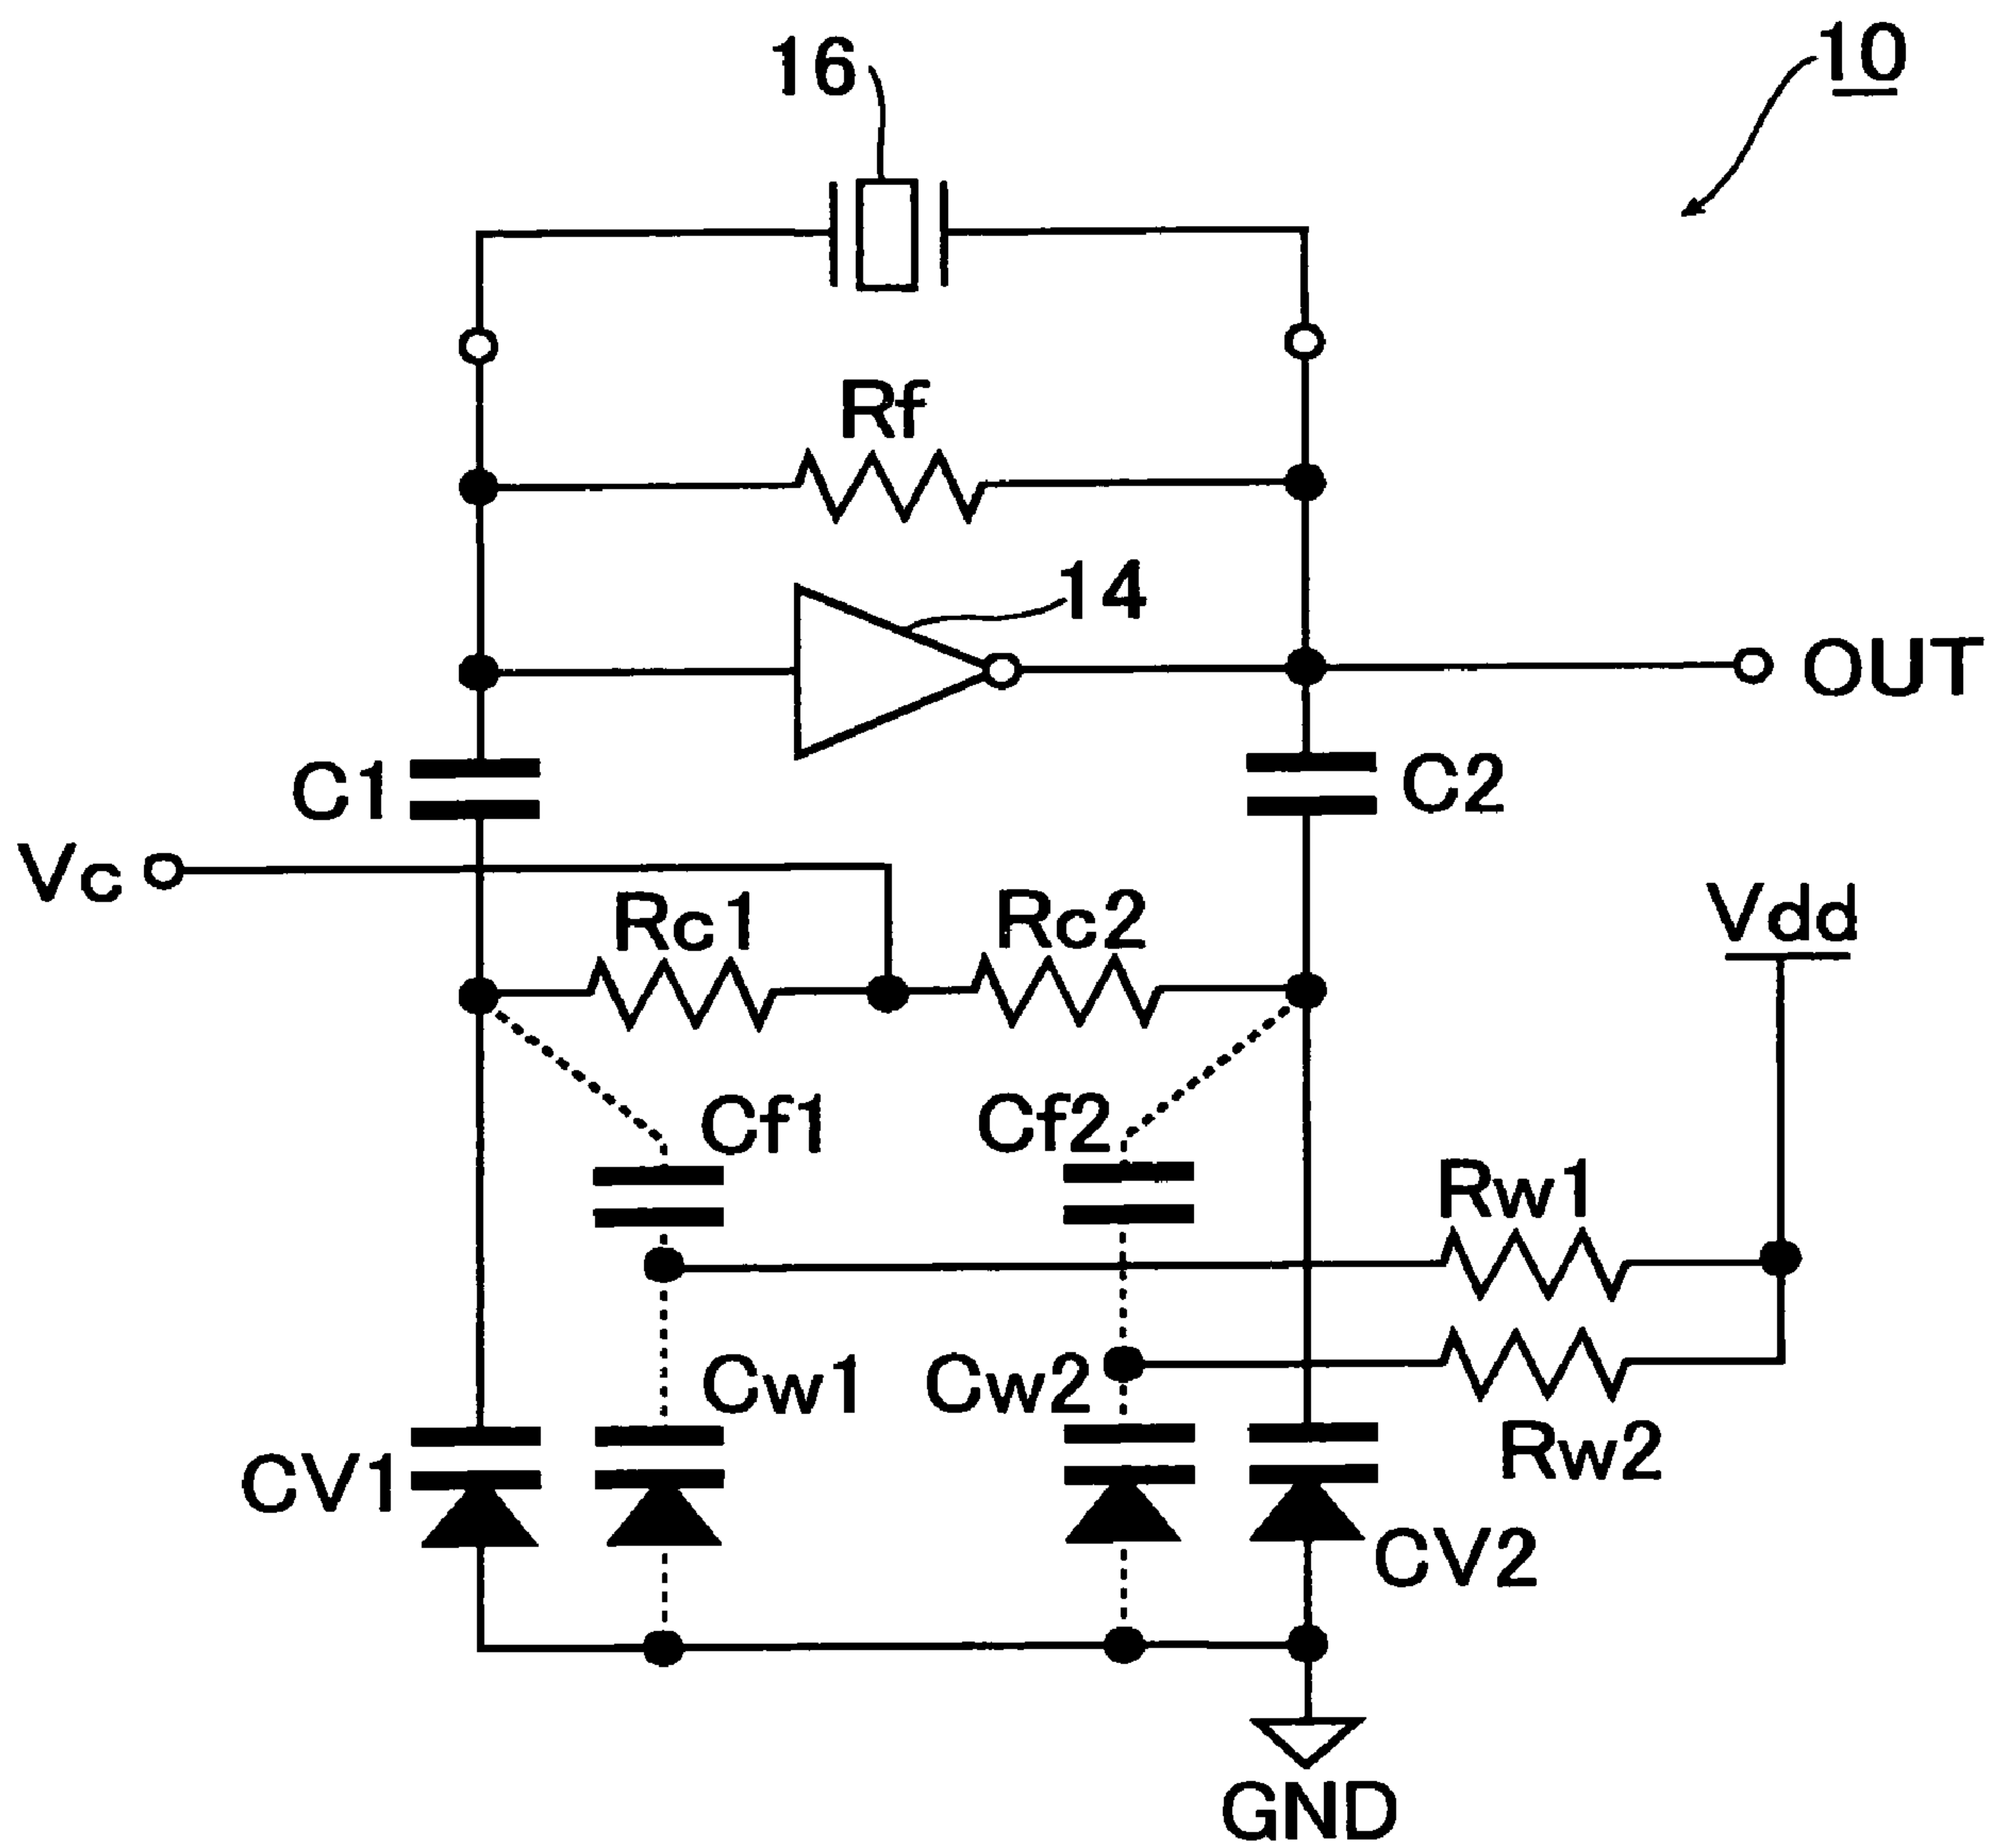 16
10
Rf
14
OUT
C1
C2
Vc
Rc1
Rc2
Vdd
Cf1
Cf2
Rw1
Cw1
Cw2
Rw2
CV1
CV2
GND